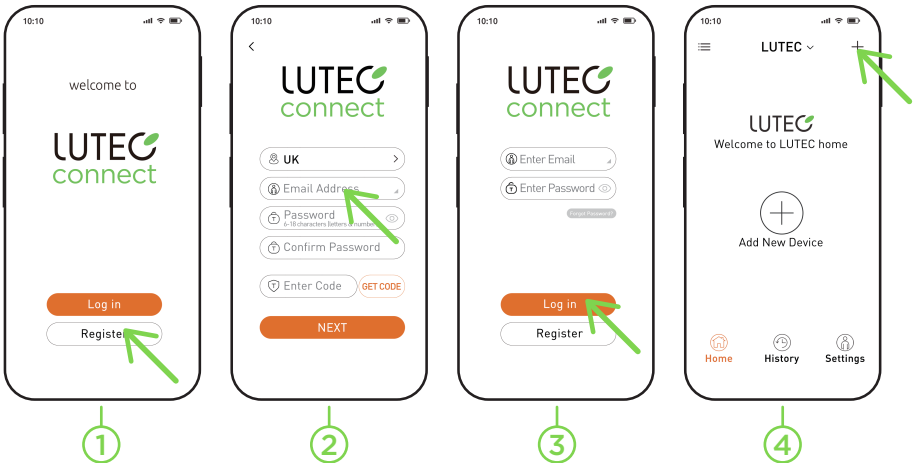 10:10
welcome to
LUTEC
connect
Log in
Register
1
10:10
LUTEC
connect
UK
Email Address
Password
6-18 characters (letters & number
Confirm Password
Enter Code
GET CODE
NEXT
2
10:10
LUTEC
connect
Enter Email
Enter Password
Forgot Password?
Log in
Register
3
10:10
LUTEC
LUTEC
Welcome to LUTEC home
Add New Device
Home History Settings
4